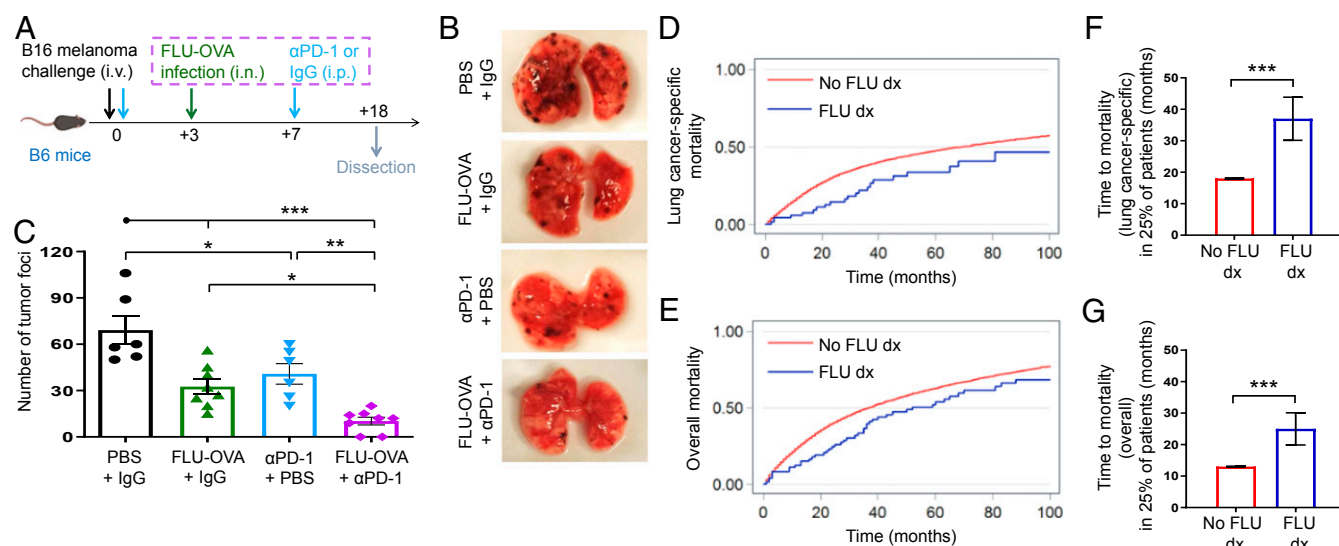 A
B16 melanoma
challenge (i.v.)
FLU-OVA
infection (i.n.)
αPD-1 or
IgG (i.p.)
0
+3
+7
+18
B6 mice
Dissection
B
PBS
+ IgG
FLU-OVA
+ IgG
αPD-1
+ PBS
FLU-OVA
+ αPD-1
C
Number of tumor foci
120
90
60
30
0
***
*
**
*
PBS
+ IgG
FLU-OVA
+ IgG
αPD-1
+ PBS
FLU-OVA
+ αPD-1
D
Lung cancer-specific
mortality
1.00
0.50
0.00
No FLU dx
FLU dx
0 20 40 60 80 100
Time (months)
E
Overall mortality
1.00
0.50
0.00
No FLU dx
FLU dx
0 20 40 60 80 100
Time (months)
F
Time to mortality
(lung cancer-specific)
in 25% of patients (months)
50
40
30
20
10
0
***
No FLU
dx
FLU
dx
G
Time to mortality
(overall)
in 25% of patients (months)
50
40
30
20
10
0
***
No FLU
dx
FLU
dx